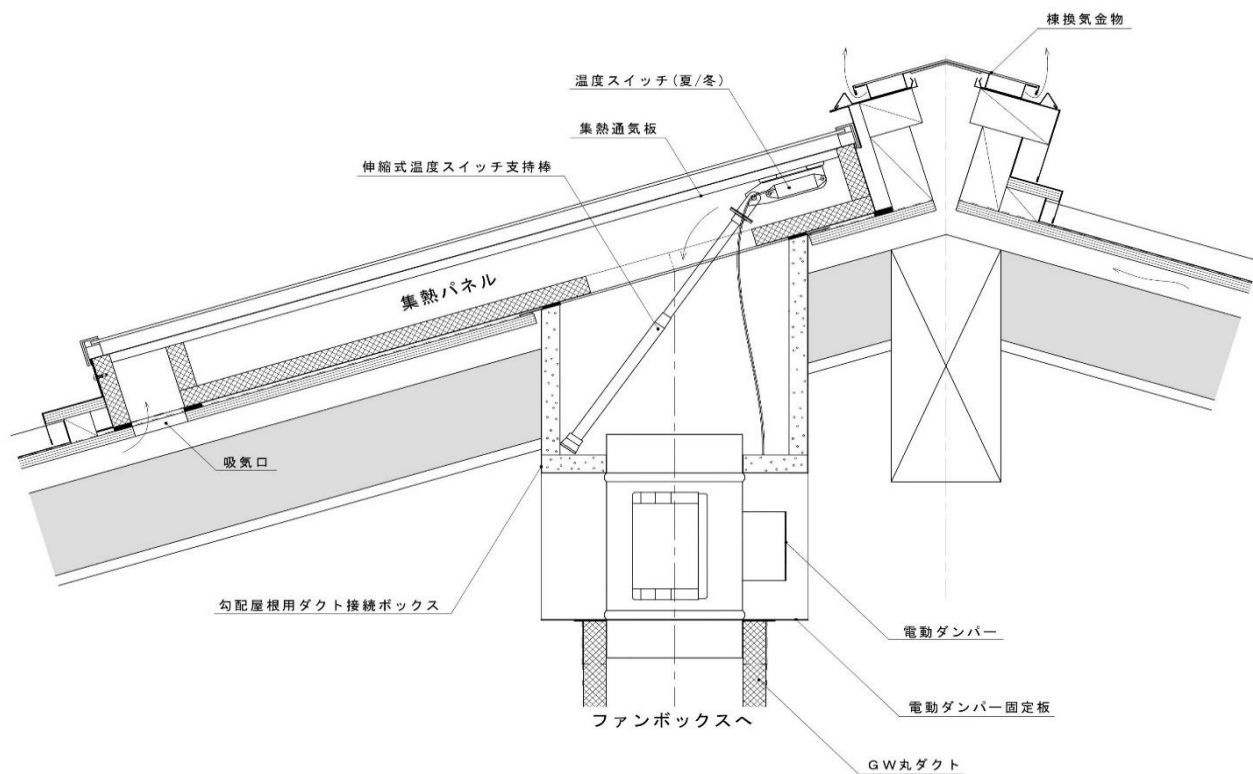 棟換気金物
温度スイッチ(夏/冬)
集熱通気板
伸縮式温度スイッチ支持棒
集熱パネル
吸気口
勾配屋根用ダクト接続ボックス
電動ダンパー
電動ダンパー固定板
ファンボックスへ
GW丸ダクト